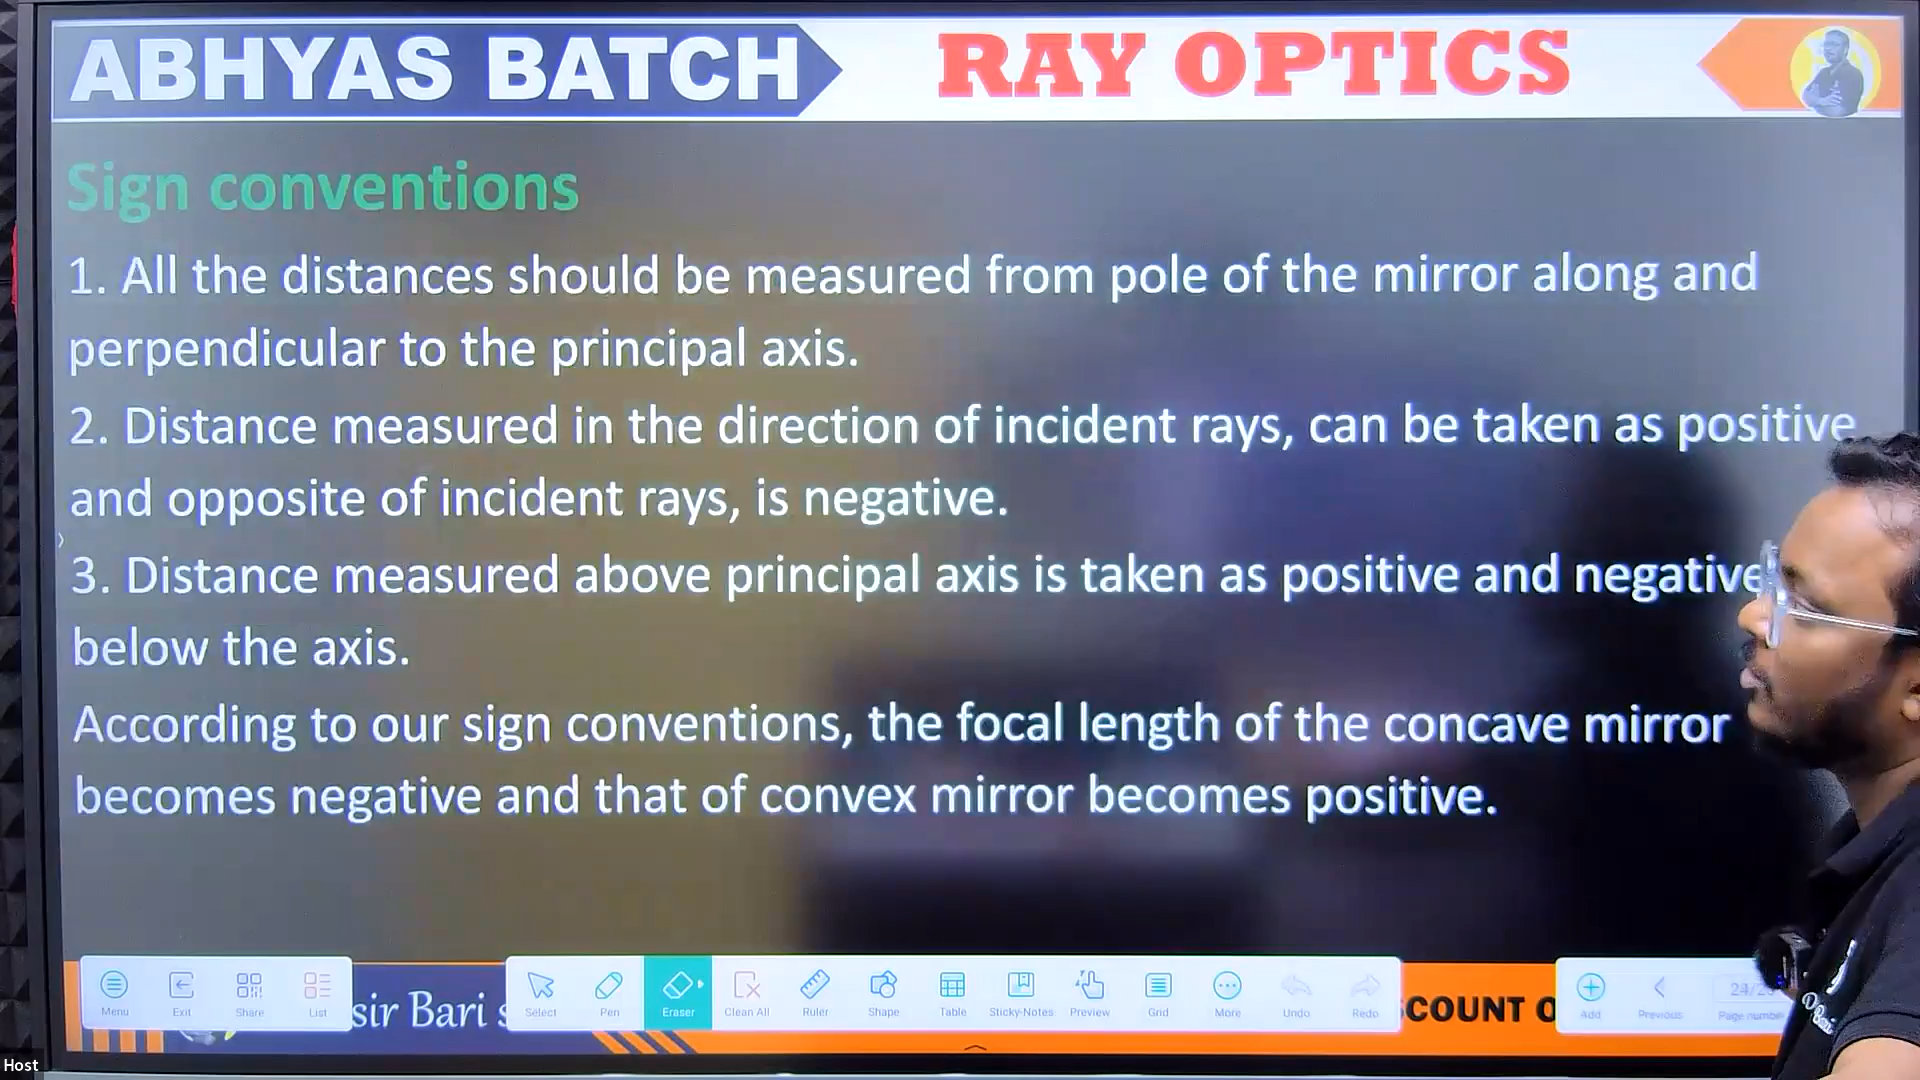 ABHYAS BATCH
RAY OPTICS
Sign conventions
1. All the distances should be measured from pole of the mirror along and
perpendicular to the principal axis.
2. Distance measured in the direction of incident rays, can be taken as positive
and opposite of incident rays, is negative.
3. Distance measured above principal axis is taken as positive and negative
below the axis.
According to our sign conventions, the focal length of the concave mirror
becomes negative and that of convex mirror becomes positive.
Menu Exit Share List
sir Bari s
Select Pen Eraser Clean All Ruler Shape Table Sticky-Notes Preview Grid More Undo Redo
COUNT O
Add Previous Page number
Host